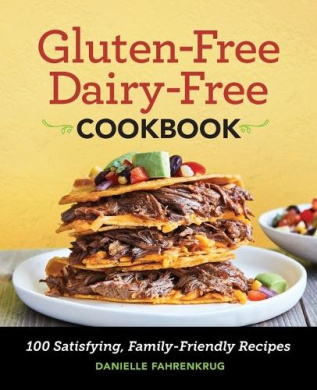 Gluten-Free
Dairy-Free
COOKBOOK
100 Satisfying, Family-Friendly Recipes
DANIELLE FAHRENKRUG